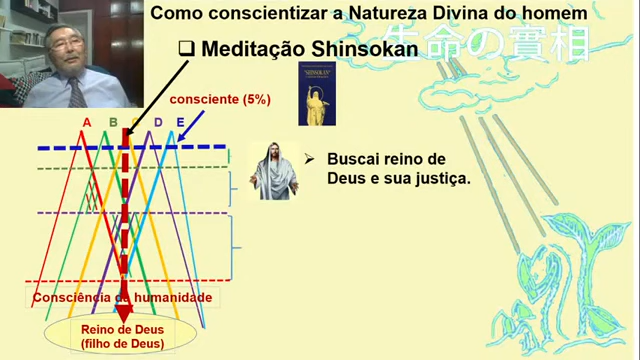 Como conscientizar a Natureza Divina do homem
❑ Meditação Shinsokan
生命の實相
consciente (5%)
"SHINSOKAN"
A B C D E
➢ Buscai reino de
Deus e sua justiça.
Consciência da humanidade
Reino de Deus
(filho de Deus)